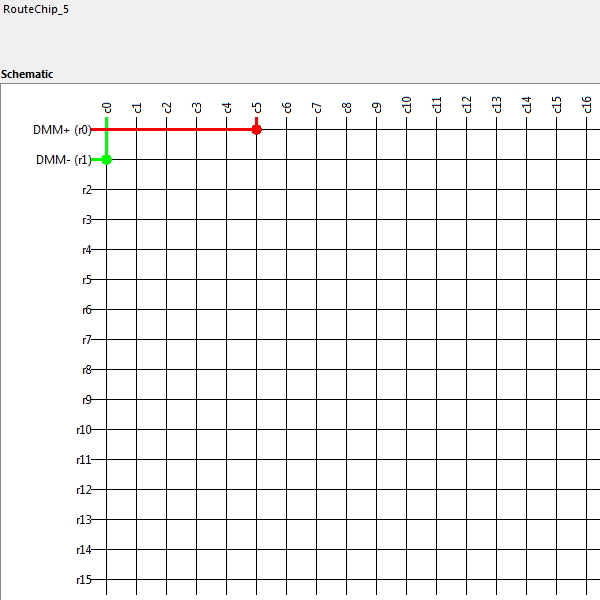 RouteChip_5
Schematic
c0 c1 c2 c3 c4 c5 c6 c7 c8 c9 c10 c11 c12 c13 c14 c15 c16
DMM+ (r0)
DMM- (r1)
r2
r3
r4
r5
r6
r7
r8
r9
r10
r11
r12
r13
r14
r15